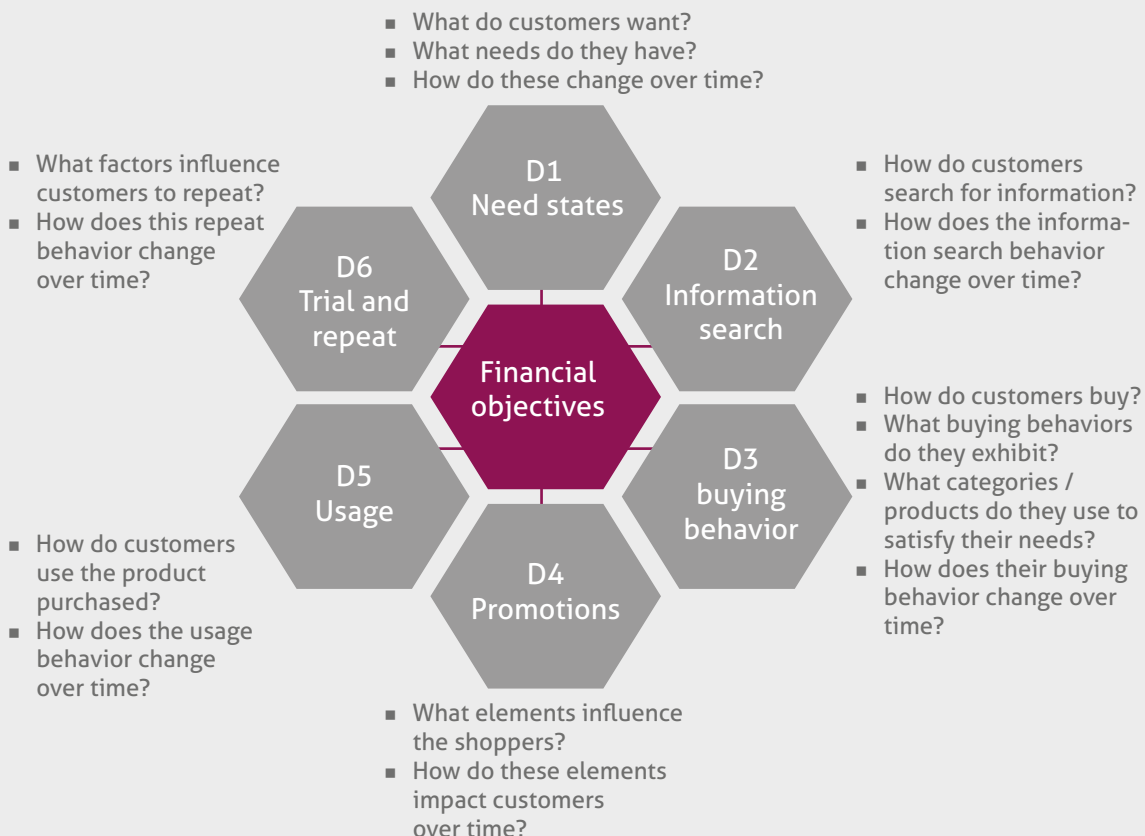 ▪ What do customers want?
▪ What needs do they have?
▪ How do these change over time?
D1
Need states
▪ How do customers
search for information?
▪ How does the informa-
tion search behavior
change over time?
D2
Information
search
▪ How do customers buy?
▪ What buying behaviors
do they exhibit?
▪ What categories /
products do they use to
satisfy their needs?
▪ How does their buying
behavior change over
time?
D3
buying
behavior
D4
Promotions
▪ What elements influence
the shoppers?
▪ How do these elements
impact customers
over time?
D5
Usage
▪ How do customers
use the product
purchased?
▪ How does the usage
behavior change
over time?
▪ What factors influence
customers to repeat?
▪ How does this repeat
behavior change
over time?
D6
Trial and
repeat
Financial
objectives